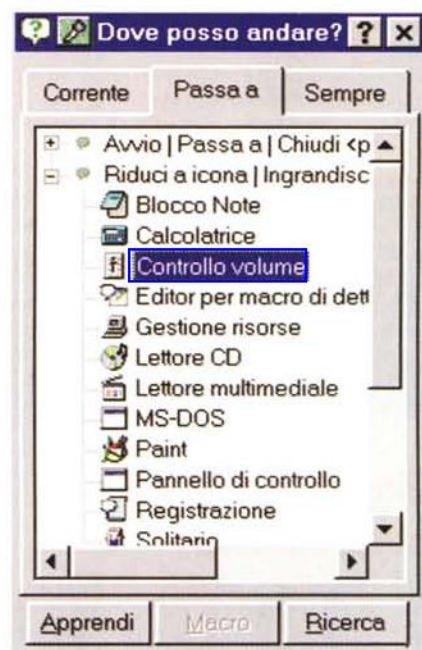 Dove posso andare?
Corrente Passa a Sempre
Avvio | Passa a | Chiudi <p
Riduci a icona | Ingrandisc
Blocco Note
Calcolatrice
Controllo volume
Editor per macro di dett
Gestione risorse
Lettore CD
Lettore multimediale
MS-DOS
Paint
Pannello di controllo
Registrazione
Solitario
Apprendi Macro Ricerca